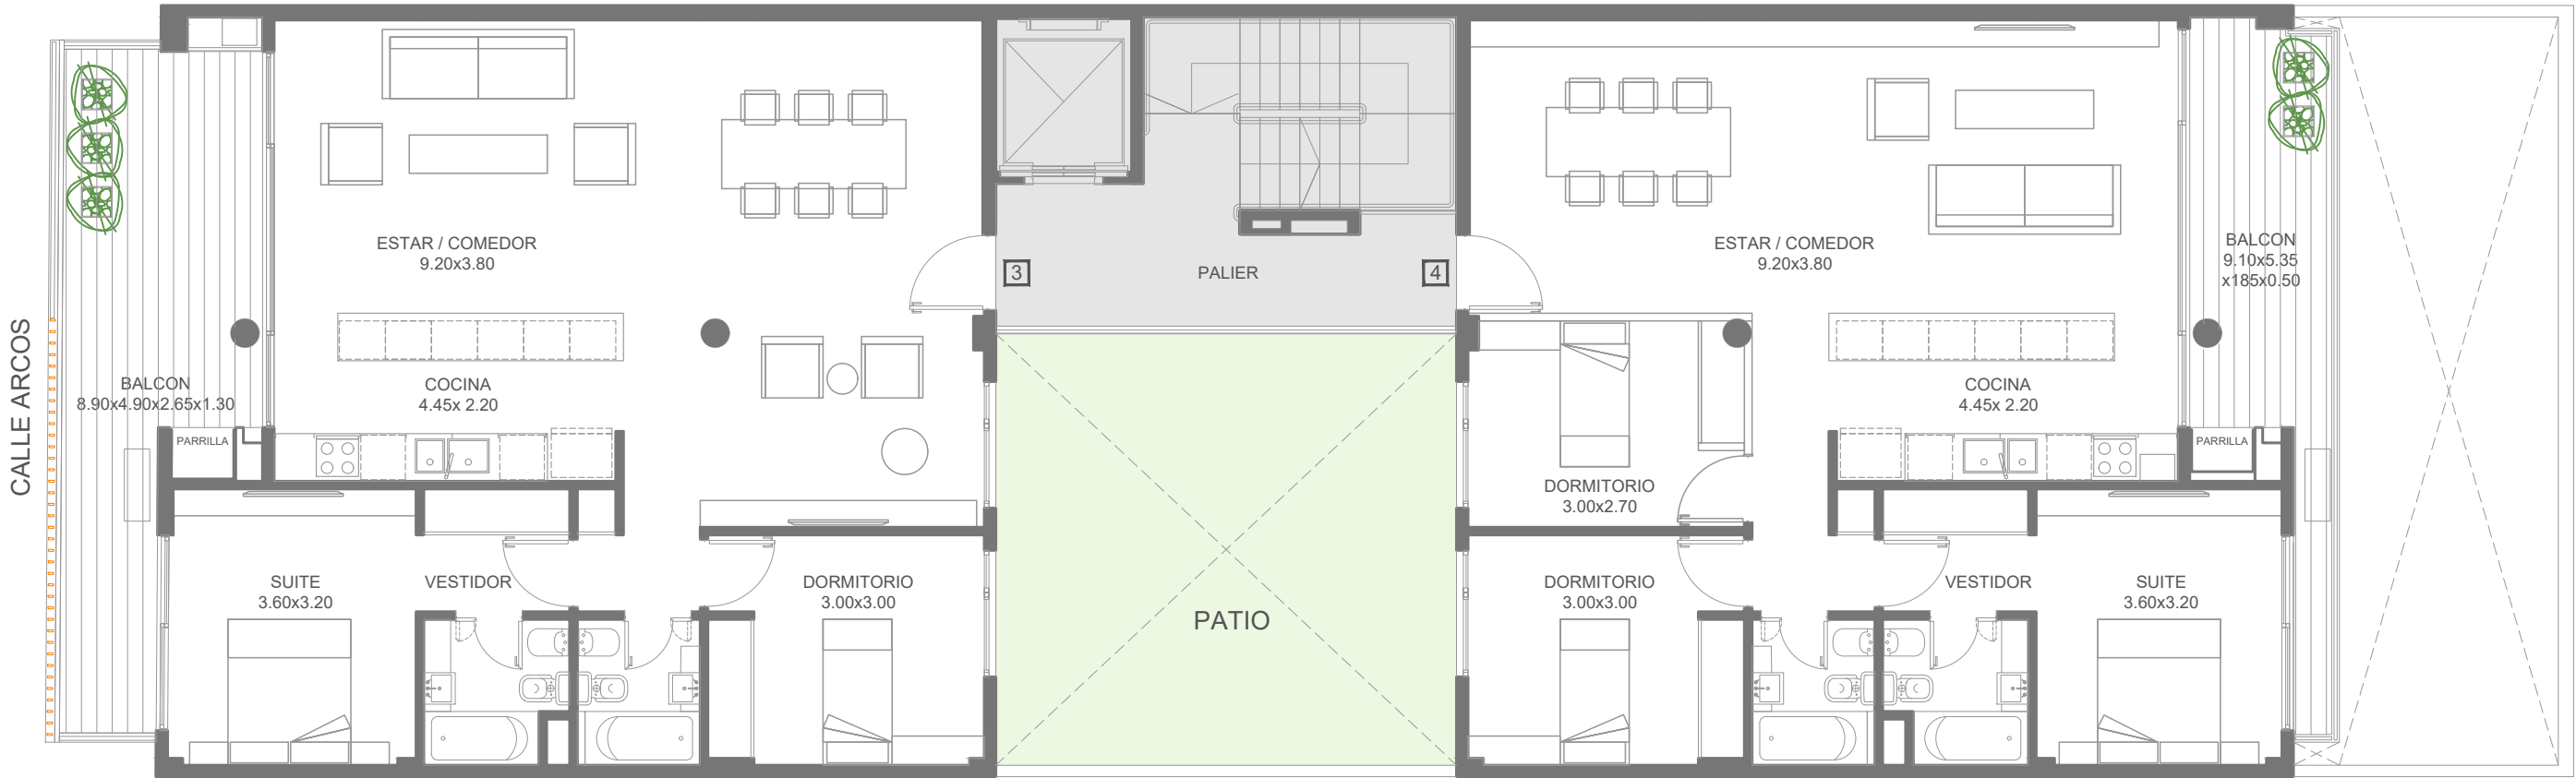 CALLE ARCOS
BALCON
8.90x4.90x2.65x1.30
PARRILLA
ESTAR / COMEDOR
9.20x3.80
COCINA
4.45x 2.20
SUITE
3.60x3.20
VESTIDOR
DORMITORIO
3.00x3.00
3
PALIER
4
PATIO
ESTAR / COMEDOR
9.20x3.80
DORMITORIO
3.00x2.70
COCINA
4.45x 2.20
DORMITORIO
3.00x3.00
VESTIDOR
SUITE
3.60x3.20
BALCON
9.10x5.35
x185x0.50
PARRILLA